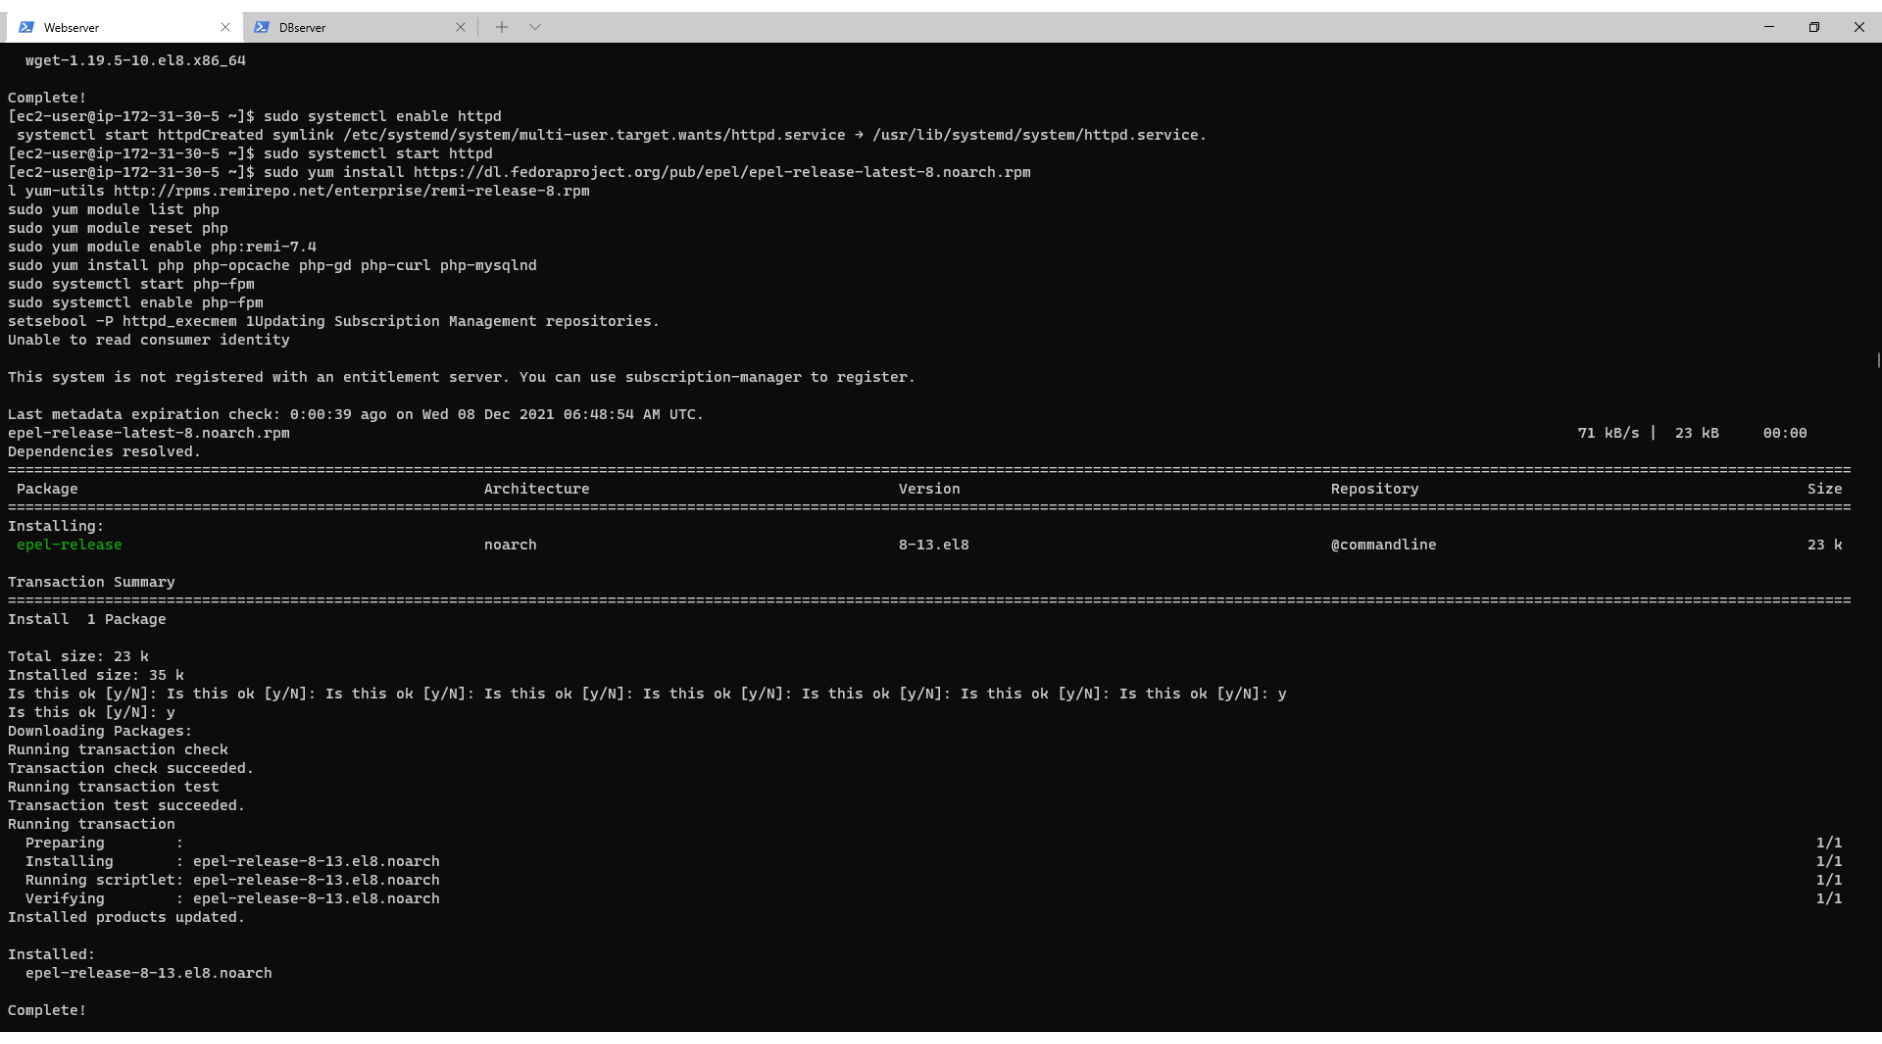 Webserver
DBserver
  wget-1.19.5-10.el8.x86_64

Complete!
[ec2-user@ip-172-31-30-5 ~]$ sudo systemctl enable httpd
 systemctl start httpdCreated symlink /etc/systemd/system/multi-user.target.wants/httpd.service → /usr/lib/systemd/system/httpd.service.
[ec2-user@ip-172-31-30-5 ~]$ sudo systemctl start httpd
[ec2-user@ip-172-31-30-5 ~]$ sudo yum install https://dl.fedoraproject.org/pub/epel/epel-release-latest-8.noarch.rpm
l yum-utils http://rpms.remirepo.net/enterprise/remi-release-8.rpm
sudo yum module list php
sudo yum module reset php
sudo yum module enable php:remi-7.4
sudo yum install php php-opcache php-gd php-curl php-mysqlnd
sudo systemctl start php-fpm
sudo systemctl enable php-fpm
setsebool -P httpd_execmem 1Updating Subscription Management repositories.
Unable to read consumer identity

This system is not registered with an entitlement server. You can use subscription-manager to register.

Last metadata expiration check: 0:00:39 ago on Wed 08 Dec 2021 06:48:54 AM UTC.
epel-release-latest-8.noarch.rpm 71 kB/s | 23 kB 00:00
Dependencies resolved.
Package Architecture Version Repository Size
Installing:
 epel-release noarch 8-13.el8 @commandline 23 k

Transaction Summary
Install  1 Package

Total size: 23 k
Installed size: 35 k
Is this ok [y/N]: Is this ok [y/N]: Is this ok [y/N]: Is this ok [y/N]: Is this ok [y/N]: Is this ok [y/N]: Is this ok [y/N]: Is this ok [y/N]: y
Is this ok [y/N]: y
Downloading Packages:
Running transaction check
Transaction check succeeded.
Running transaction test
Transaction test succeeded.
Running transaction
  Preparing        : 1/1
  Installing       : epel-release-8-13.el8.noarch 1/1
  Running scriptlet: epel-release-8-13.el8.noarch 1/1
  Verifying        : epel-release-8-13.el8.noarch 1/1
Installed products updated.

Installed:
  epel-release-8-13.el8.noarch

Complete!